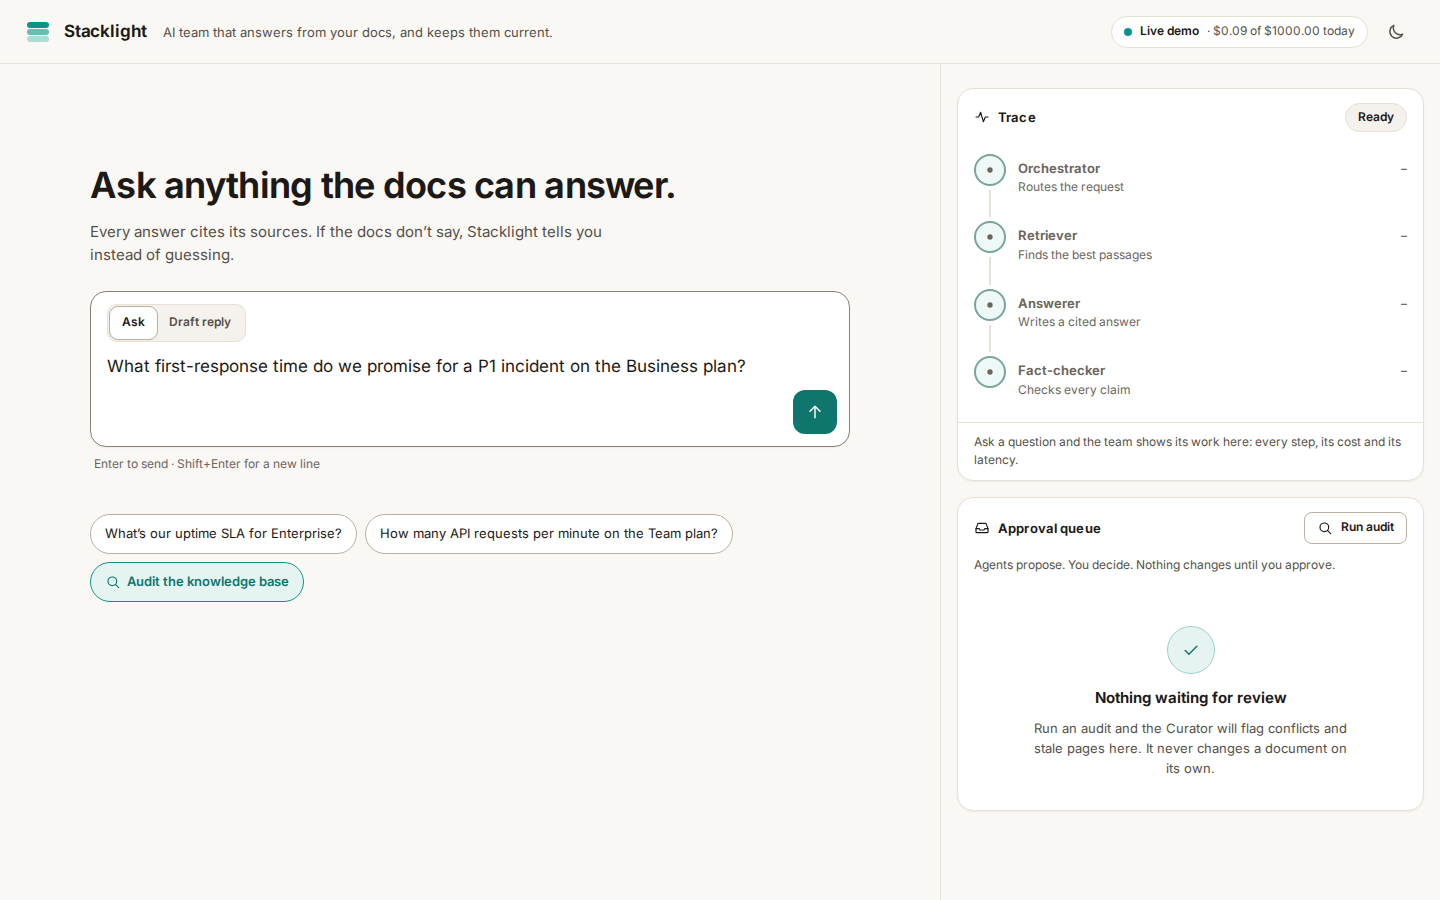 Stacklight
AI team that answers from your docs, and keeps them current.
Live demo · $0.09 of $1000.00 today
Ask anything the docs can answer.
Every answer cites its sources. If the docs don’t say, Stacklight tells you
instead of guessing.
Ask
Draft reply
What first-response time do we promise for a P1 incident on the Business plan?
Enter to send · Shift+Enter for a new line
What’s our uptime SLA for Enterprise?
How many API requests per minute on the Team plan?
Audit the knowledge base
Trace
Ready
Orchestrator –
Routes the request
Retriever –
Finds the best passages
Answerer –
Writes a cited answer
Fact-checker –
Checks every claim
Ask a question and the team shows its work here: every step, its cost and its
latency.
Approval queue
Run audit
Agents propose. You decide. Nothing changes until you approve.
Nothing waiting for review
Run an audit and the Curator will flag conflicts and
stale pages here. It never changes a document on
its own.